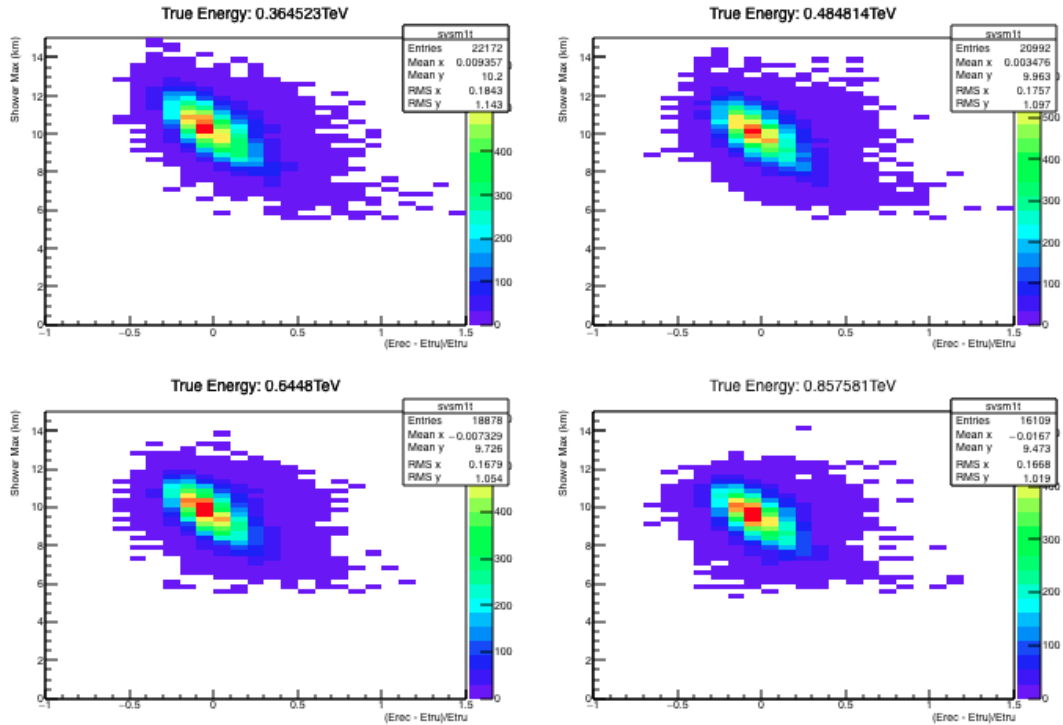 True Energy: 0.364523TeV
Shower Max (km)
14
12
10
8
6
4
2
0
−1
−0.5
0
0.5
1
1.5
(Erec - Etru)/Etru
svsm1t
Entries 22172
Mean x 0.009357
Mean y 10.2
RMS x 0.1843
RMS y 1.143
400
300
200
100
0
True Energy: 0.484814TeV
Shower Max (km)
14
12
10
8
6
4
2
0
−1
−0.5
0
0.5
1
1.5
(Erec - Etru)/Etru
svsm1t
Entries 20992
Mean x 0.003476
Mean y 9.963
RMS x 0.1757
RMS y 1.097
500
400
300
200
100
0
True Energy: 0.6448TeV
Shower Max (km)
14
12
10
8
6
4
2
0
−1
−0.5
0
0.5
1
1.5
(Erec - Etru)/Etru
svsm1t
Entries 18878
Mean x −0.007329
Mean y 9.726
RMS x 0.1679
RMS y 1.054
400
300
200
100
0
True Energy: 0.857581TeV
Shower Max (km)
14
12
10
8
6
4
2
0
−1
−0.5
0
0.5
1
1.5
(Erec - Etru)/Etru
svsm1t
Entries 16109
Mean x −0.0167
Mean y 9.473
RMS x 0.1668
RMS y 1.019
300
200
100
0